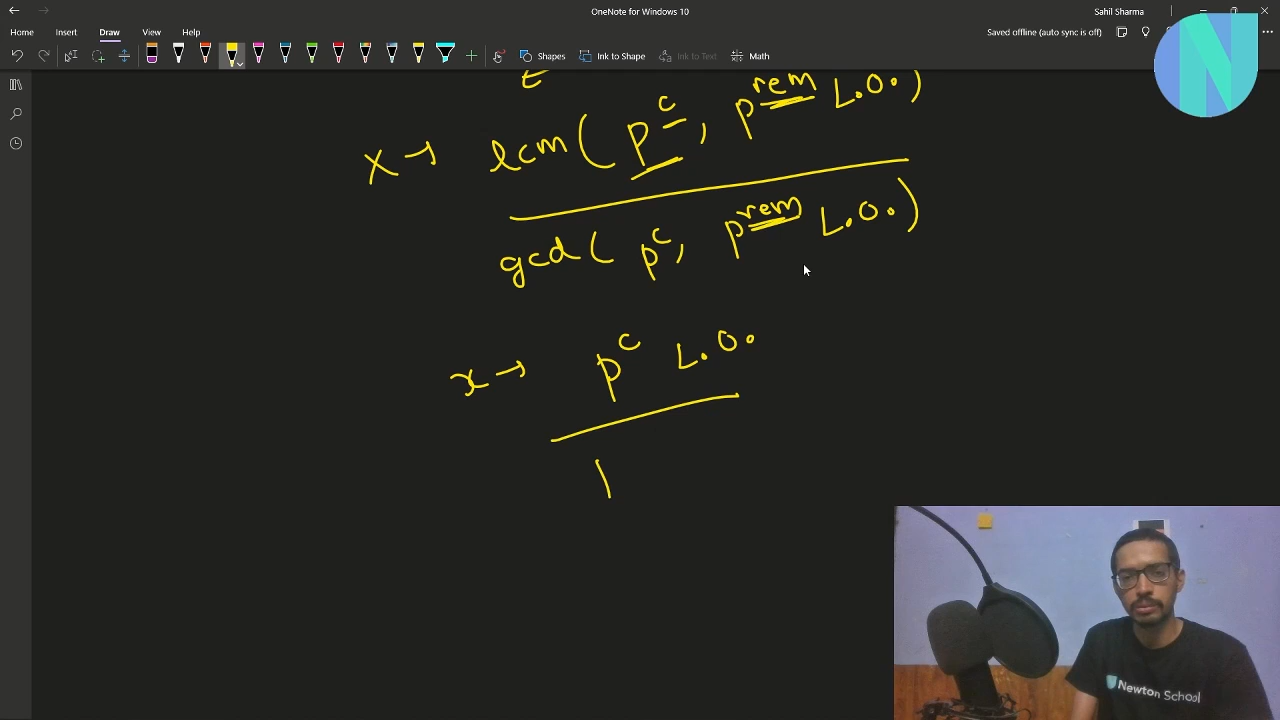 OneNote for Windows 10
Sahil Sharma
Home Insert Draw View Help
Saved offline (auto sync is off)
Shapes Ink to Shape Ink to Text Math
x → lcm( p^c, p^rem L.O.)
gcd( p^c, p^rem L.O.)
x → p^c L.O.
1
Newton School